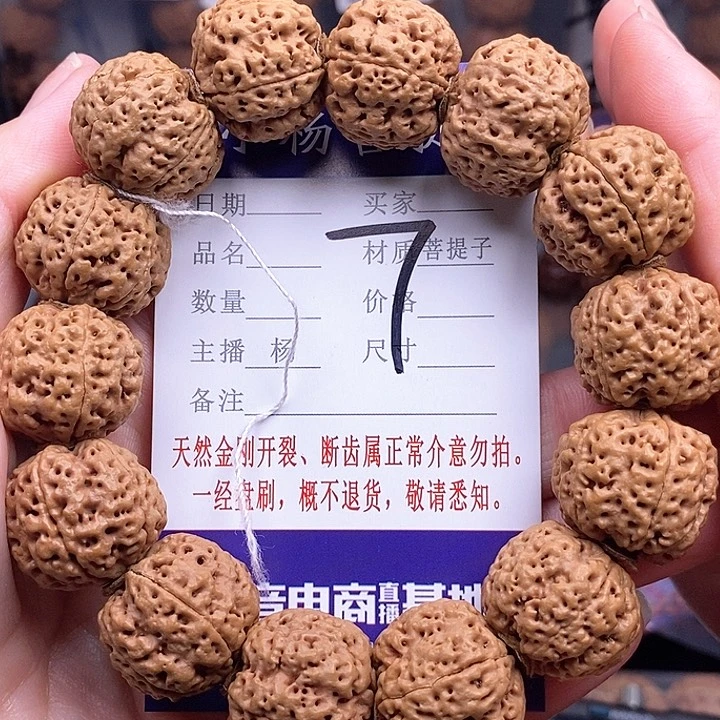 日期 买家
品名 材质 菩提子
数量 价格
7
主播 杨 尺寸
备注
天然金刚开裂、断齿属正常介意勿拍。
一经盘刷，概不退货，敬请悉知。
电商直播基地